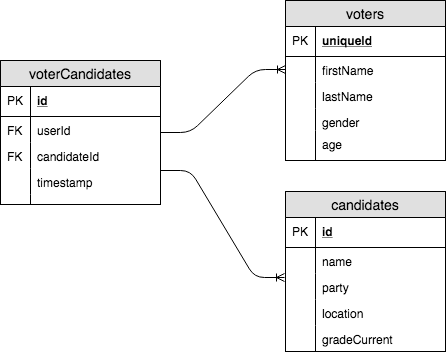 voterCandidates
PK id
FK userId
FK candidateId
timestamp
voters
PK uniqueId
firstName
lastName
gender
age
candidates
PK id
name
party
location
gradeCurrent